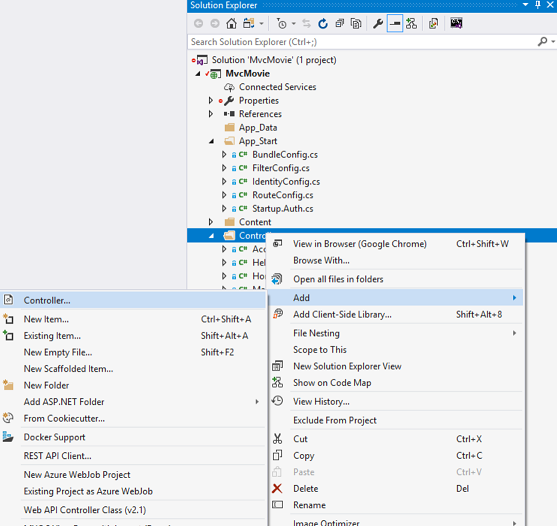 Solution Explorer
Search Solution Explorer (Ctrl+;)
Solution 'MvcMovie' (1 project)
MvcMovie
Connected Services
Properties
References
App_Data
App_Start
BundleConfig.cs
FilterConfig.cs
IdentityConfig.cs
RouteConfig.cs
Startup.Auth.cs
Content
View in Browser (Google Chrome) Ctrl+Shift+W
Browse With...
Open all files in folders
Add
Add Client-Side Library... Shift+Alt+8
File Nesting
Scope to This
New Solution Explorer View
Show on Code Map
View History...
Exclude From Project
Cut Ctrl+X
Copy Ctrl+C
Paste Ctrl+V
Delete Del
Rename
Image Optimizer
Controller...
New Item... Ctrl+Shift+A
Existing Item... Shift+Alt+A
New Empty File... Shift+F2
New Scaffolded Item...
New Folder
Add ASP.NET Folder
From Cookiecutter...
Docker Support
REST API Client...
New Azure WebJob Project
Existing Project as Azure WebJob
Web API Controller Class (v2.1)